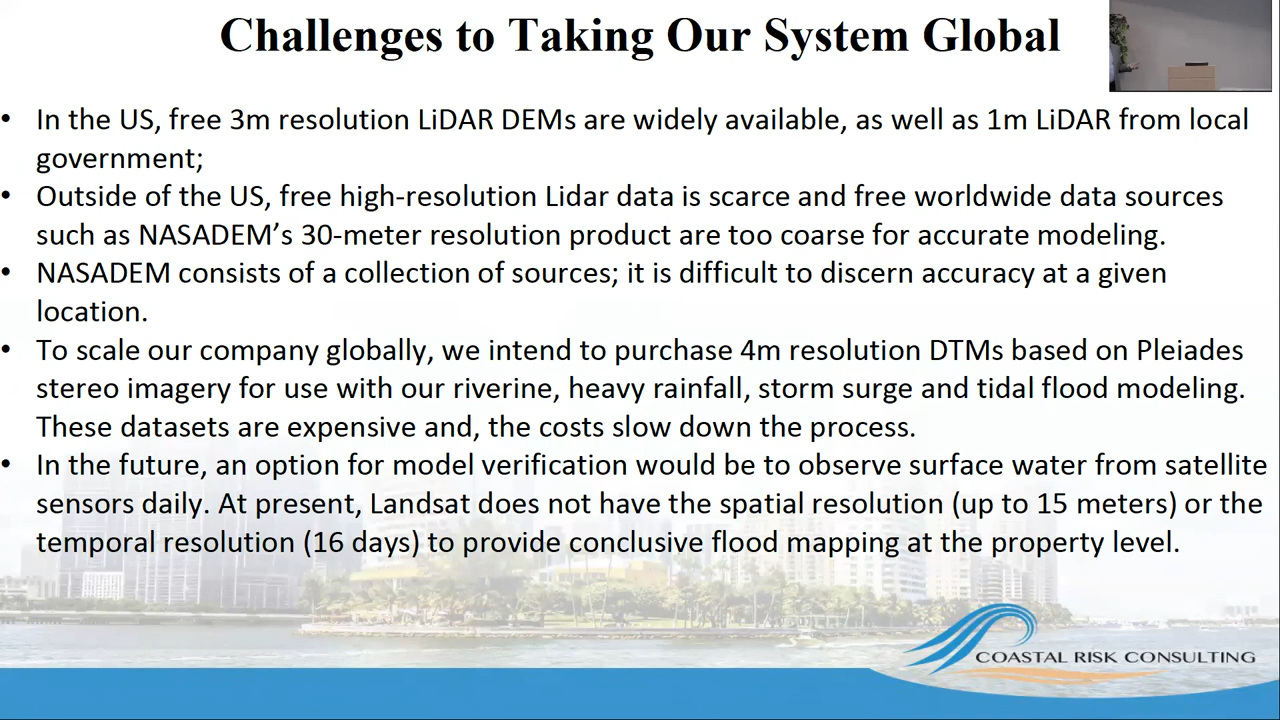 Challenges to Taking Our System Global
• In the US, free 3m resolution LiDAR DEMs are widely available, as well as 1m LiDAR from local
government;
• Outside of the US, free high-resolution Lidar data is scarce and free worldwide data sources
such as NASADEM’s 30-meter resolution product are too coarse for accurate modeling.
• NASADEM consists of a collection of sources; it is difficult to discern accuracy at a given
location.
• To scale our company globally, we intend to purchase 4m resolution DTMs based on Pleiades
stereo imagery for use with our riverine, heavy rainfall, storm surge and tidal flood modeling.
These datasets are expensive and, the costs slow down the process.
• In the future, an option for model verification would be to observe surface water from satellite
sensors daily. At present, Landsat does not have the spatial resolution (up to 15 meters) or the
temporal resolution (16 days) to provide conclusive flood mapping at the property level.
COASTAL RISK CONSULTING